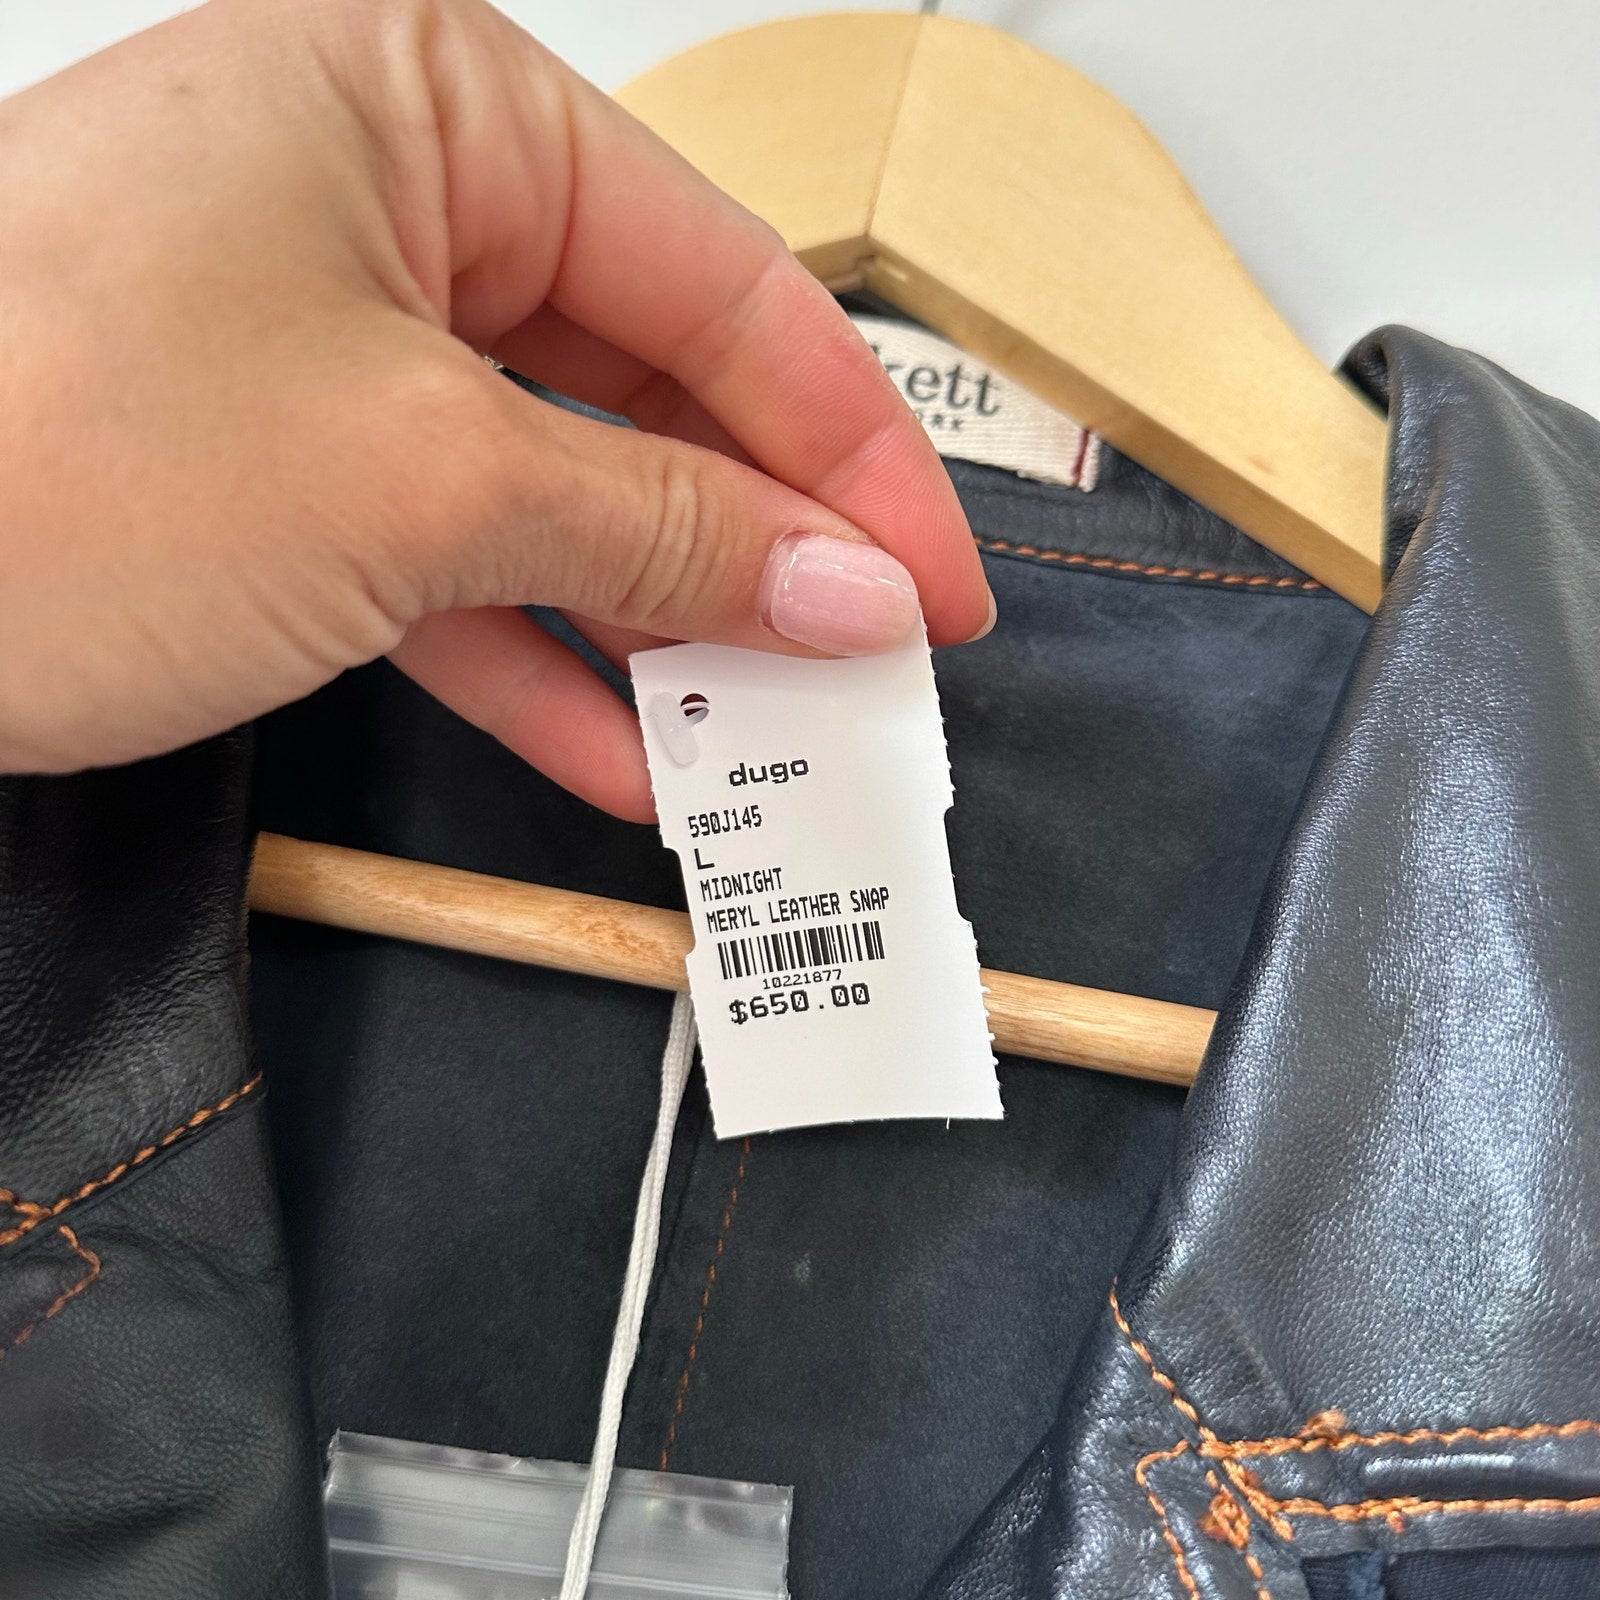 kett
dugo
590J145
L
MIDNIGHT
MERYL LEATHER SNAP
10221877
$650.00